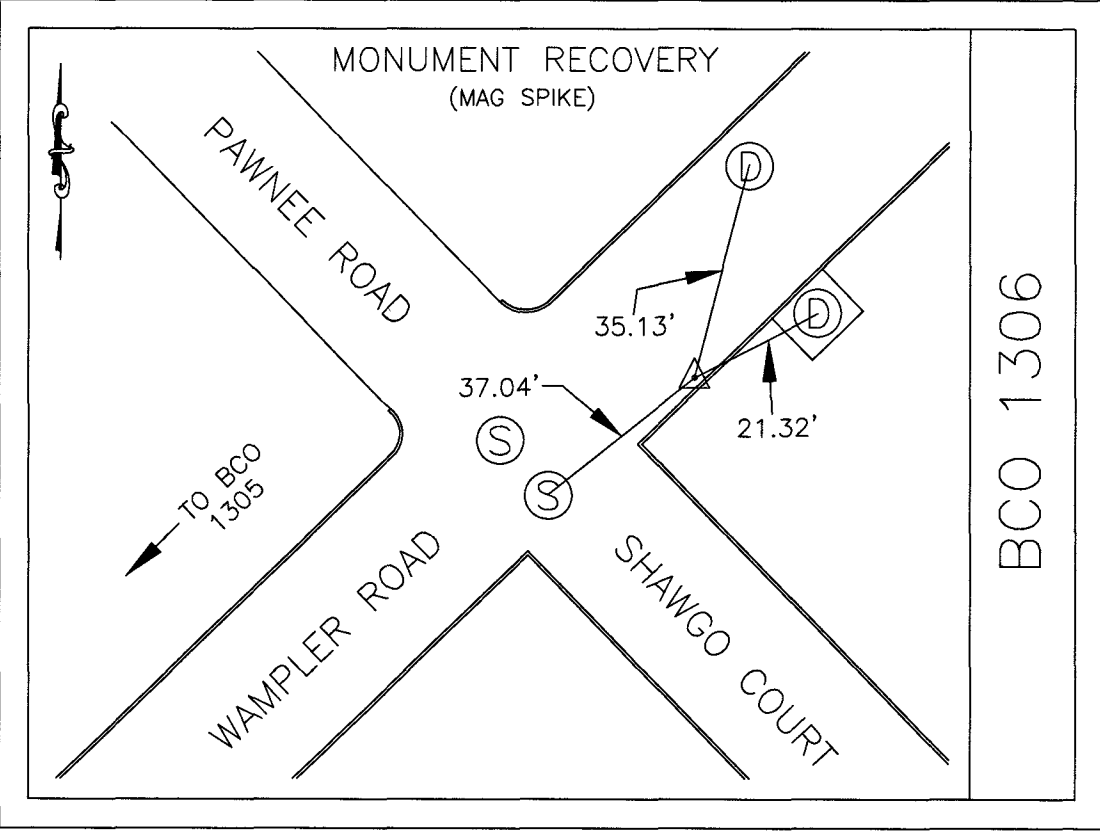 MONUMENT RECOVERY
(MAG SPIKE)
PAWNEE ROAD
D
D
35.13'
37.04'
21.32'
S
S
TO BCO
1305
WAMPLER ROAD
SHAWGO COURT
BCO 1306